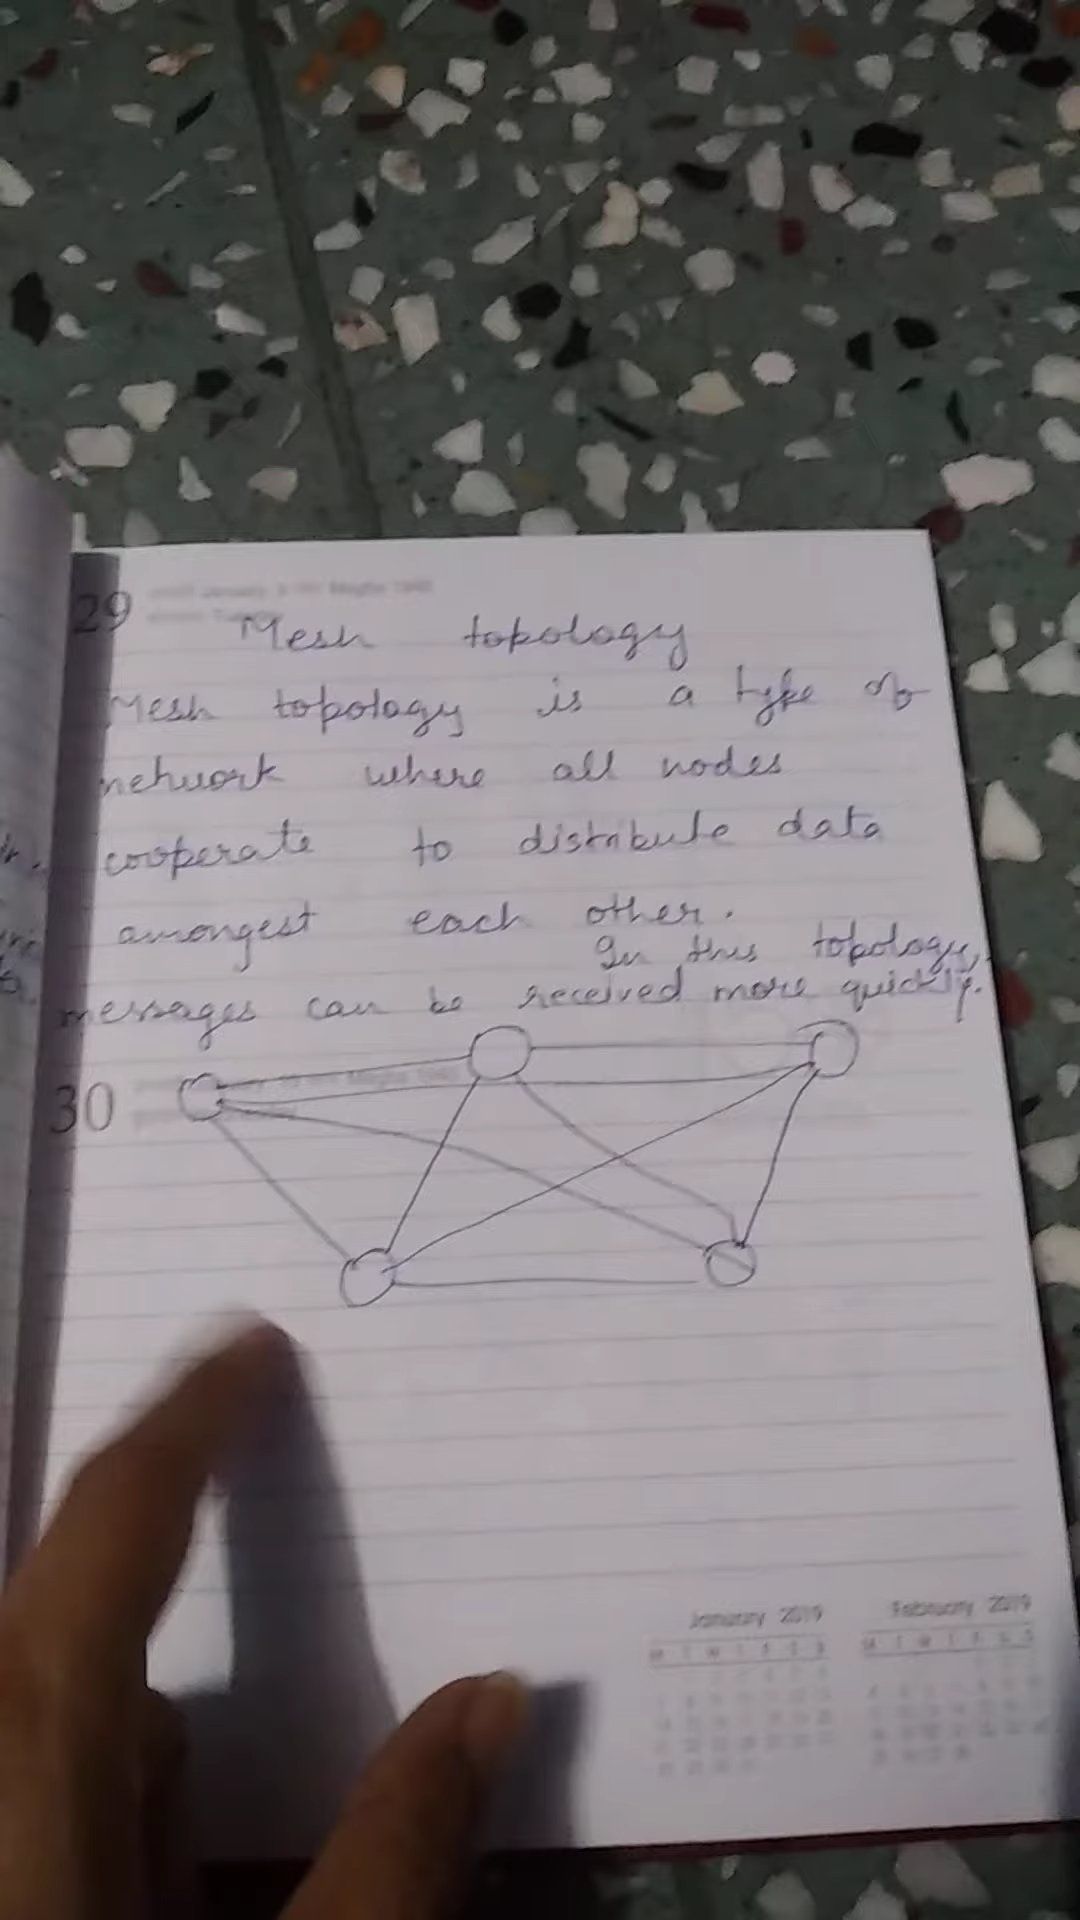 29
Mesh topology
Mesh topology is a type of
network where all nodes
cooperate to distribute data
amongest each other.
In this topology,
messages can be received more quickly.
30
January 2019
February 2019